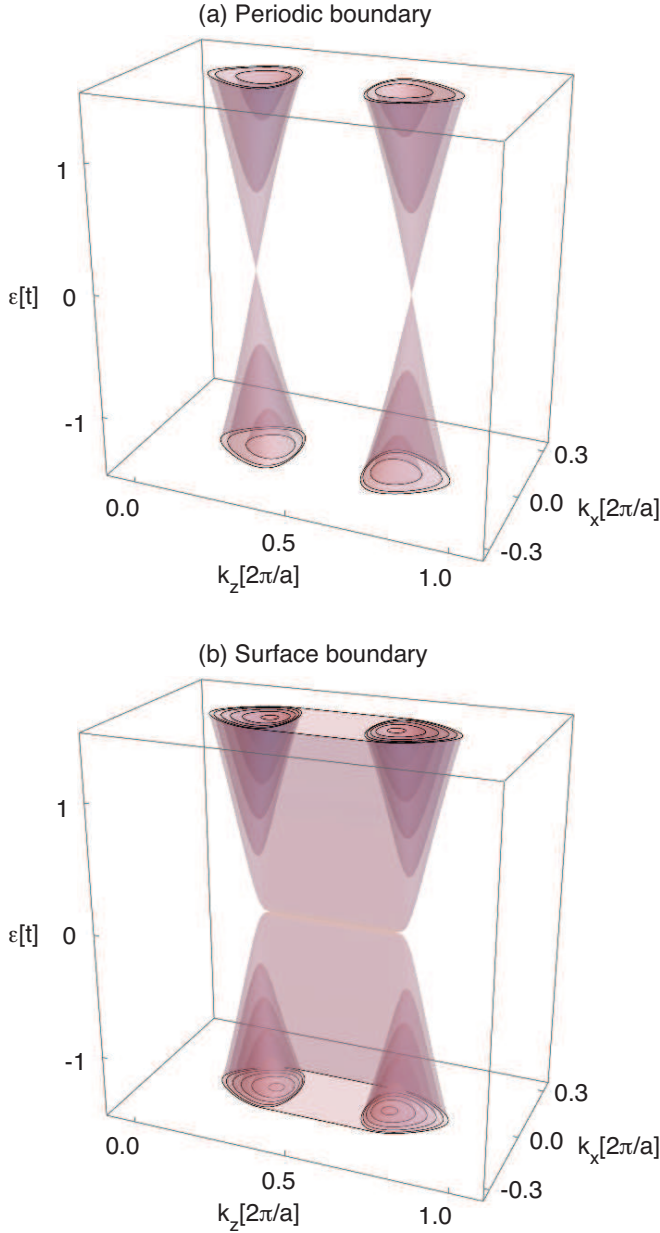 (a) Periodic boundary
1
ε[t]
0
-1
0.3
0.0
k_x[2π/a]
0.0
0.5
-0.3
k_z[2π/a]
1.0
(b) Surface boundary
1
ε[t]
0
-1
0.3
0.0
k_x[2π/a]
0.0
0.5
-0.3
k_z[2π/a]
1.0